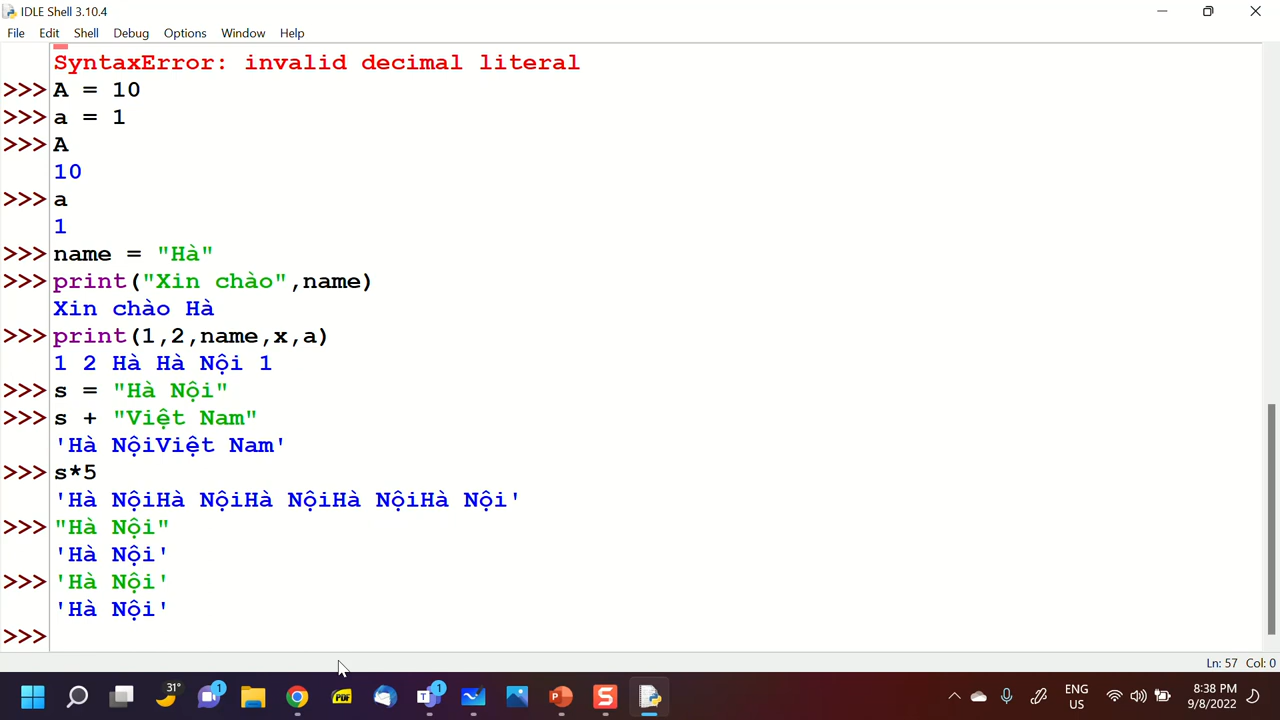 IDLE Shell 3.10.4
File Edit Shell Debug Options Window Help
SyntaxError: invalid decimal literal
>>> A = 10
>>> a = 1
>>> A
10
>>> a
1
>>> name = "Hà"
>>> print("Xin chào",name)
Xin chào Hà
>>> print(1,2,name,x,a)
1 2 Hà Hà Nội 1
>>> s = "Hà Nội"
>>> s + "Việt Nam"
'Hà NộiViệt Nam'
>>> s*5
'Hà NộiHà NộiHà NộiHà NộiHà Nội'
>>> "Hà Nội"
'Hà Nội'
>>> 'Hà Nội'
'Hà Nội'
>>>
Ln: 57 Col: 0
31° 1 PDF 1 T P S ENG 8:38 PM
US 9/8/2022